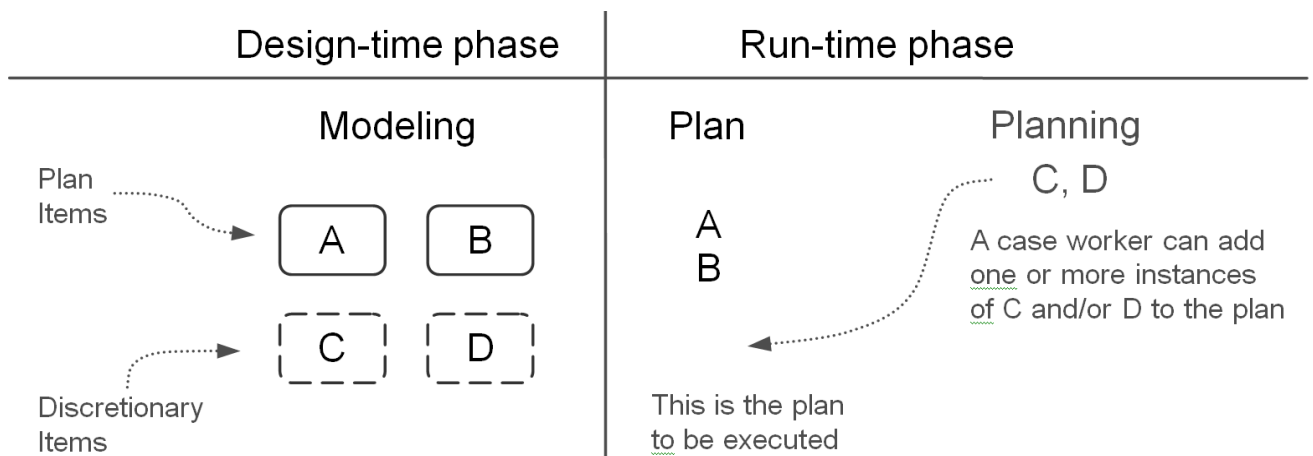 Design-time phase
Run-time phase
Modeling
Plan
Items
A
B
C
D
Discretionary
Items
Plan
A
B
This is the plan
to be executed
Planning
C, D
A case worker can add
one or more instances
of C and/or D to the plan